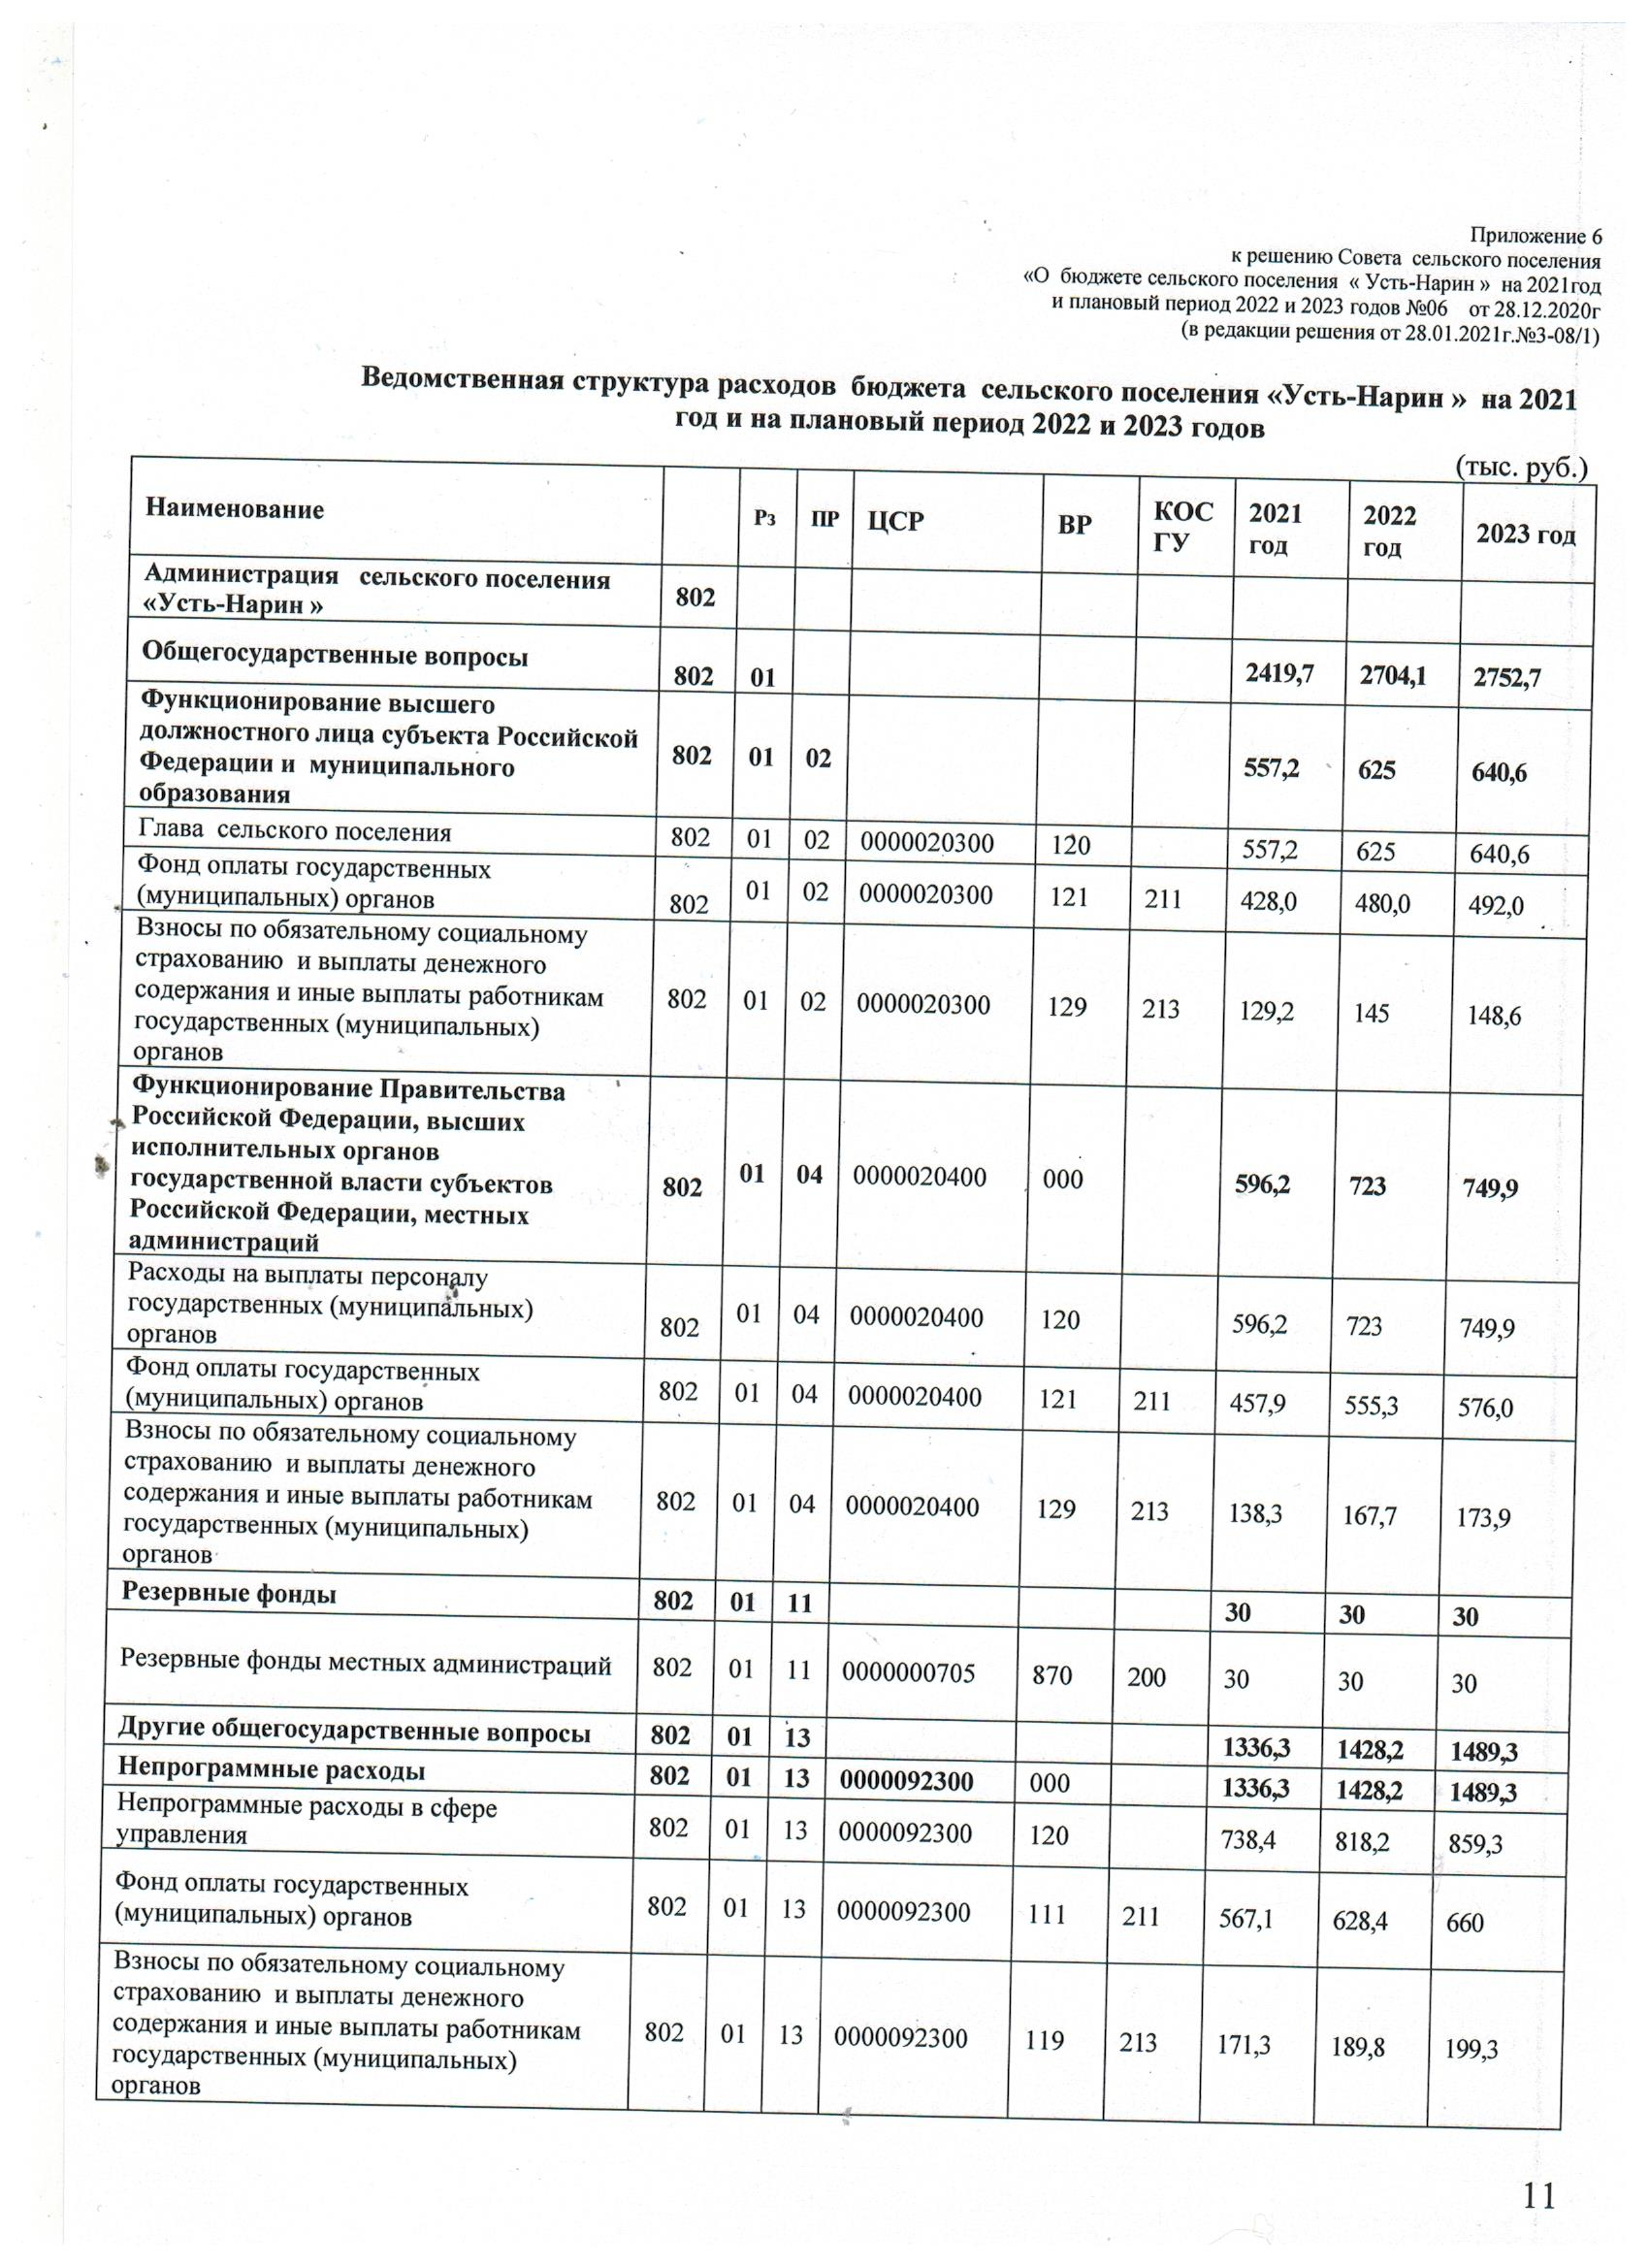 Приложение 6
к решению Совета сельского поселения
«О бюджете сельского поселения « Усть-Нарин » на 2021год
и плановый период 2022 и 2023 годов №06 от 28.12.2020г
(в редакции решения от 28.01.2021г.№3-08/1)
Ведомственная структура расходов бюджета сельского поселения «Усть-Нарин » на 2021
год и на плановый период 2022 и 2023 годов
(тыс. руб.)
Наименование Рз ПР ЦСР ВР КОС 2021 2022 2023 год
ГУ год год
Администрация сельского поселения
«Усть-Нарин » 802
Общегосударственные вопросы 802 01 2419,7 2704,1 2752,7
Функционирование высшего
должностного лица субъекта Российской
Федерации и муниципального
образования 802 01 02 557,2 625 640,6
Глава сельского поселения 802 01 02 0000020300 120 557,2 625 640,6
Фонд оплаты государственных
(муниципальных) органов 802 01 02 0000020300 121 211 428,0 480,0 492,0
Взносы по обязательному социальному
страхованию и выплаты денежного
содержания и иные выплаты работникам
государственных (муниципальных)
органов 802 01 02 0000020300 129 213 129,2 145 148,6
Функционирование Правительства
Российской Федерации, высших
исполнительных органов
государственной власти субъектов
Российской Федерации, местных
администраций 802 01 04 0000020400 000 596,2 723 749,9
Расходы на выплаты персоналу
государственных (муниципальных)
органов 802 01 04 0000020400 120 596,2 723 749,9
Фонд оплаты государственных
(муниципальных) органов 802 01 04 0000020400 121 211 457,9 555,3 576,0
Взносы по обязательному социальному
страхованию и выплаты денежного
содержания и иные выплаты работникам
государственных (муниципальных)
органов 802 01 04 0000020400 129 213 138,3 167,7 173,9
Резервные фонды 802 01 11 30 30 30
Резервные фонды местных администраций 802 01 11 0000000705 870 200 30 30 30
Другие общегосударственные вопросы 802 01 13 1336,3 1428,2 1489,3
Непрограммные расходы 802 01 13 0000092300 000 1336,3 1428,2 1489,3
Непрограммные расходы в сфере
управления 802 01 13 0000092300 120 738,4 818,2 859,3
Фонд оплаты государственных
(муниципальных) органов 802 01 13 0000092300 111 211 567,1 628,4 660
Взносы по обязательному социальному
страхованию и выплаты денежного
содержания и иные выплаты работникам
государственных (муниципальных)
органов 802 01 13 0000092300 119 213 171,3 189,8 199,3
11